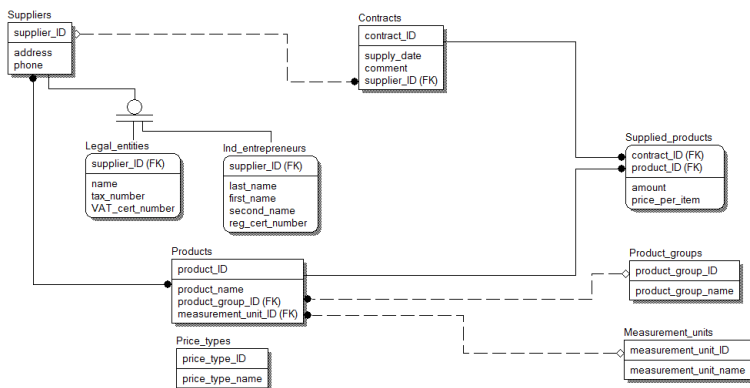 Suppliers
supplier_ID
address
phone
Contracts
contract_ID
supply_date
comment
supplier_ID (FK)
Legal_entities
supplier_ID (FK)
name
tax_number
VAT_cert_number
Ind_entrepreneurs
supplier_ID (FK)
last_name
first_name
second_name
reg_cert_number
Supplied_products
contract_ID (FK)
product_ID (FK)
amount
price_per_item
Products
product_ID
product_name
product_group_ID (FK)
measurement_unit_ID (FK)
Product_groups
product_group_ID
product_group_name
Measurement_units
measurement_unit_ID
measurement_unit_name
Price_types
price_type_ID
price_type_name